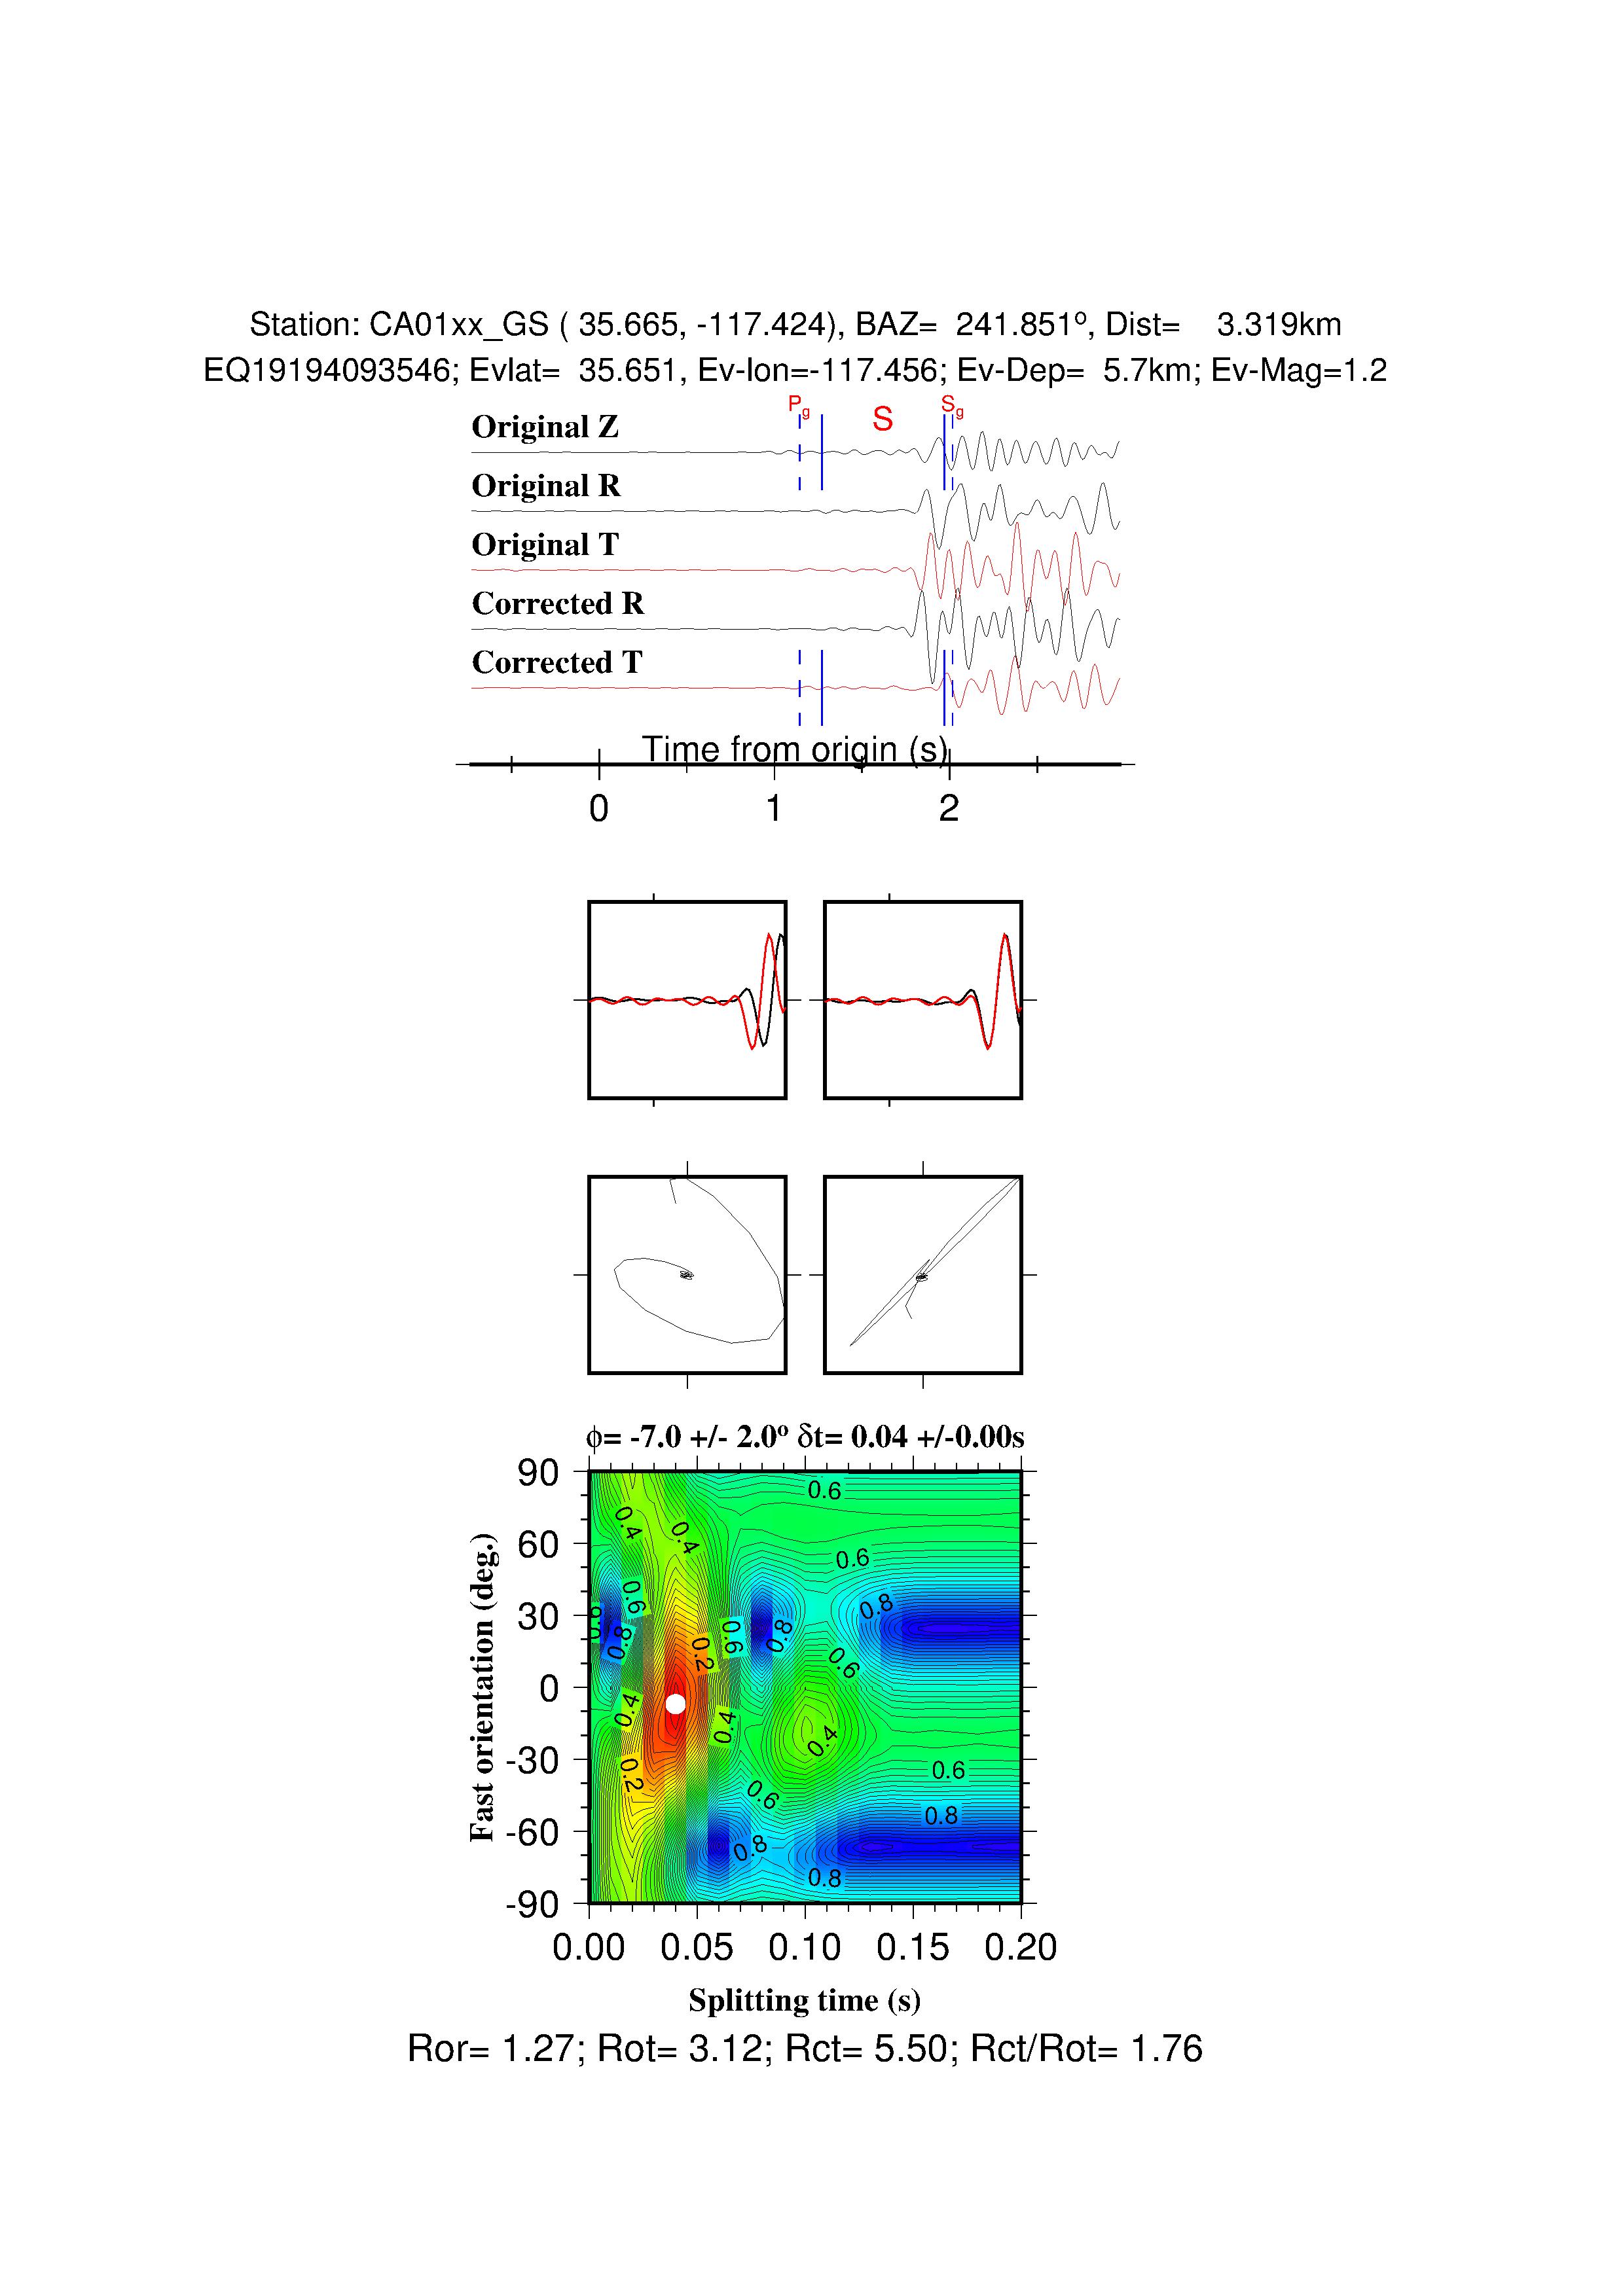 Station: CA01xx_GS ( 35.665, -117.424), BAZ= 241.851º, Dist= 3.319km
EQ19194093546; Evlat= 35.651, Ev-lon=-117.456; Ev-Dep= 5.7km; Ev-Mag=1.2
Pg S Sg
Original Z
Original R
Original T
Corrected R
Corrected T
Time from origin (s)
0 1 2
ϕ= -7.0 +/- 2.0º δt= 0.04 +/-0.00s
Fast orientation (deg.)
90
60
30
0
-30
-60
-90
0.6
0.4
0.4
0.6
0.6
0.8
0.6
0.8
0.6
0.8
0.2
0.6
0.4
0.4
0.4
0.2
0.6
0.6
0.8
0.8
0.8
0.00 0.05 0.10 0.15 0.20
Splitting time (s)
Ror= 1.27; Rot= 3.12; Rct= 5.50; Rct/Rot= 1.76